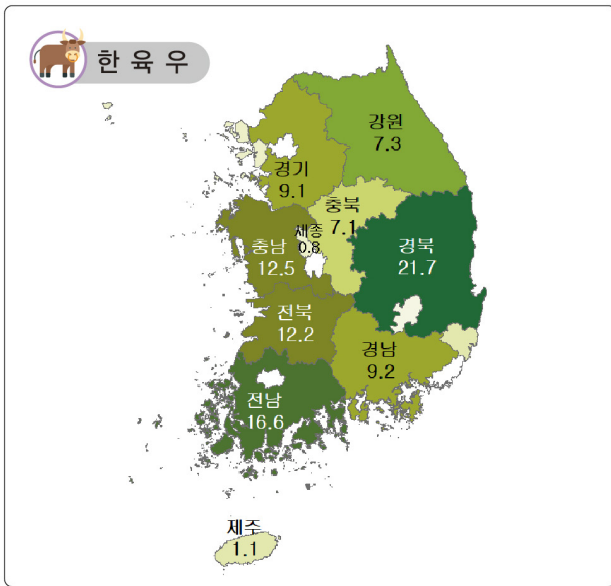 한 육 우
강원
7.3
경기
9.1
충북
7.1
세종
0.8
충남
12.5
경북
21.7
전북
12.2
경남
9.2
전남
16.6
제주
1.1